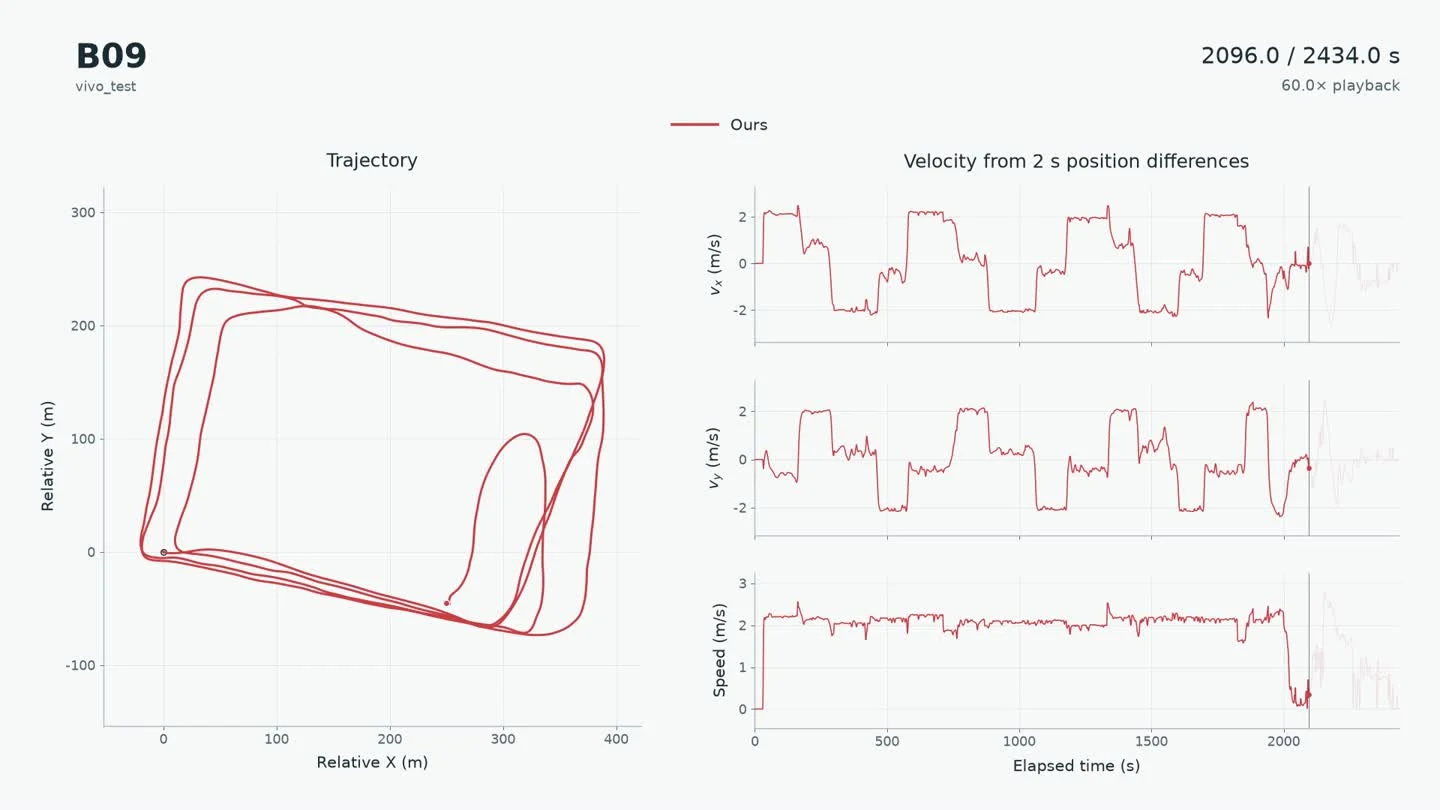 B09
vivo_test
2096.0 / 2434.0 s
60.0× playback
Ours
Trajectory
300
200
100
0
-100
0
100
200
300
400
Relative Y (m)
Relative X (m)
Velocity from 2 s position differences
2
0
-2
vx (m/s)
2
0
-2
vy (m/s)
3
2
1
0
Speed (m/s)
0
500
1000
1500
2000
Elapsed time (s)